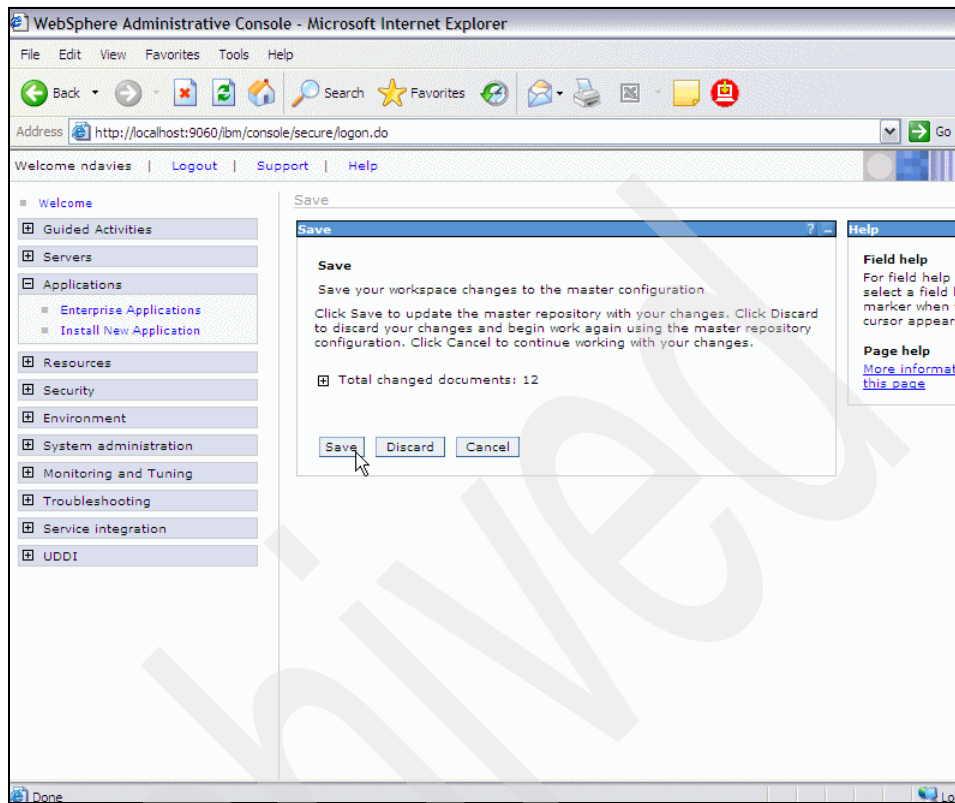 WebSphere Administrative Console - Microsoft Internet Explorer
File Edit View Favorites Tools Help
Back Search Favorites
Address http://localhost:9060/ibm/console/secure/logon.do Go
Welcome ndavies | Logout | Support | Help
Welcome
Guided Activities
Servers
Applications
Enterprise Applications
Install New Application
Resources
Security
Environment
System administration
Monitoring and Tuning
Troubleshooting
Service integration
UDDI
Save
Save ? -
Save
Save your workspace changes to the master configuration
Click Save to update the master repository with your changes. Click Discard
to discard your changes and begin work again using the master repository
configuration. Click Cancel to continue working with your changes.
Total changed documents: 12
Save Discard Cancel
Help
Field help
For field help
select a field
marker when
cursor appear
Page help
More informat
this page
Done
Lo
hived